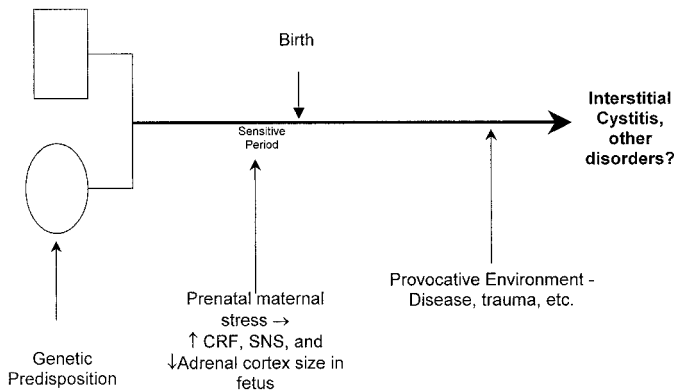 Birth
Interstitial
Cystitis,
other
disorders?
Sensitive
Period
Provocative Environment -
Disease, trauma, etc.
Prenatal maternal
stress →
↑ CRF, SNS, and
↓Adrenal cortex size in
fetus
Genetic
Predisposition